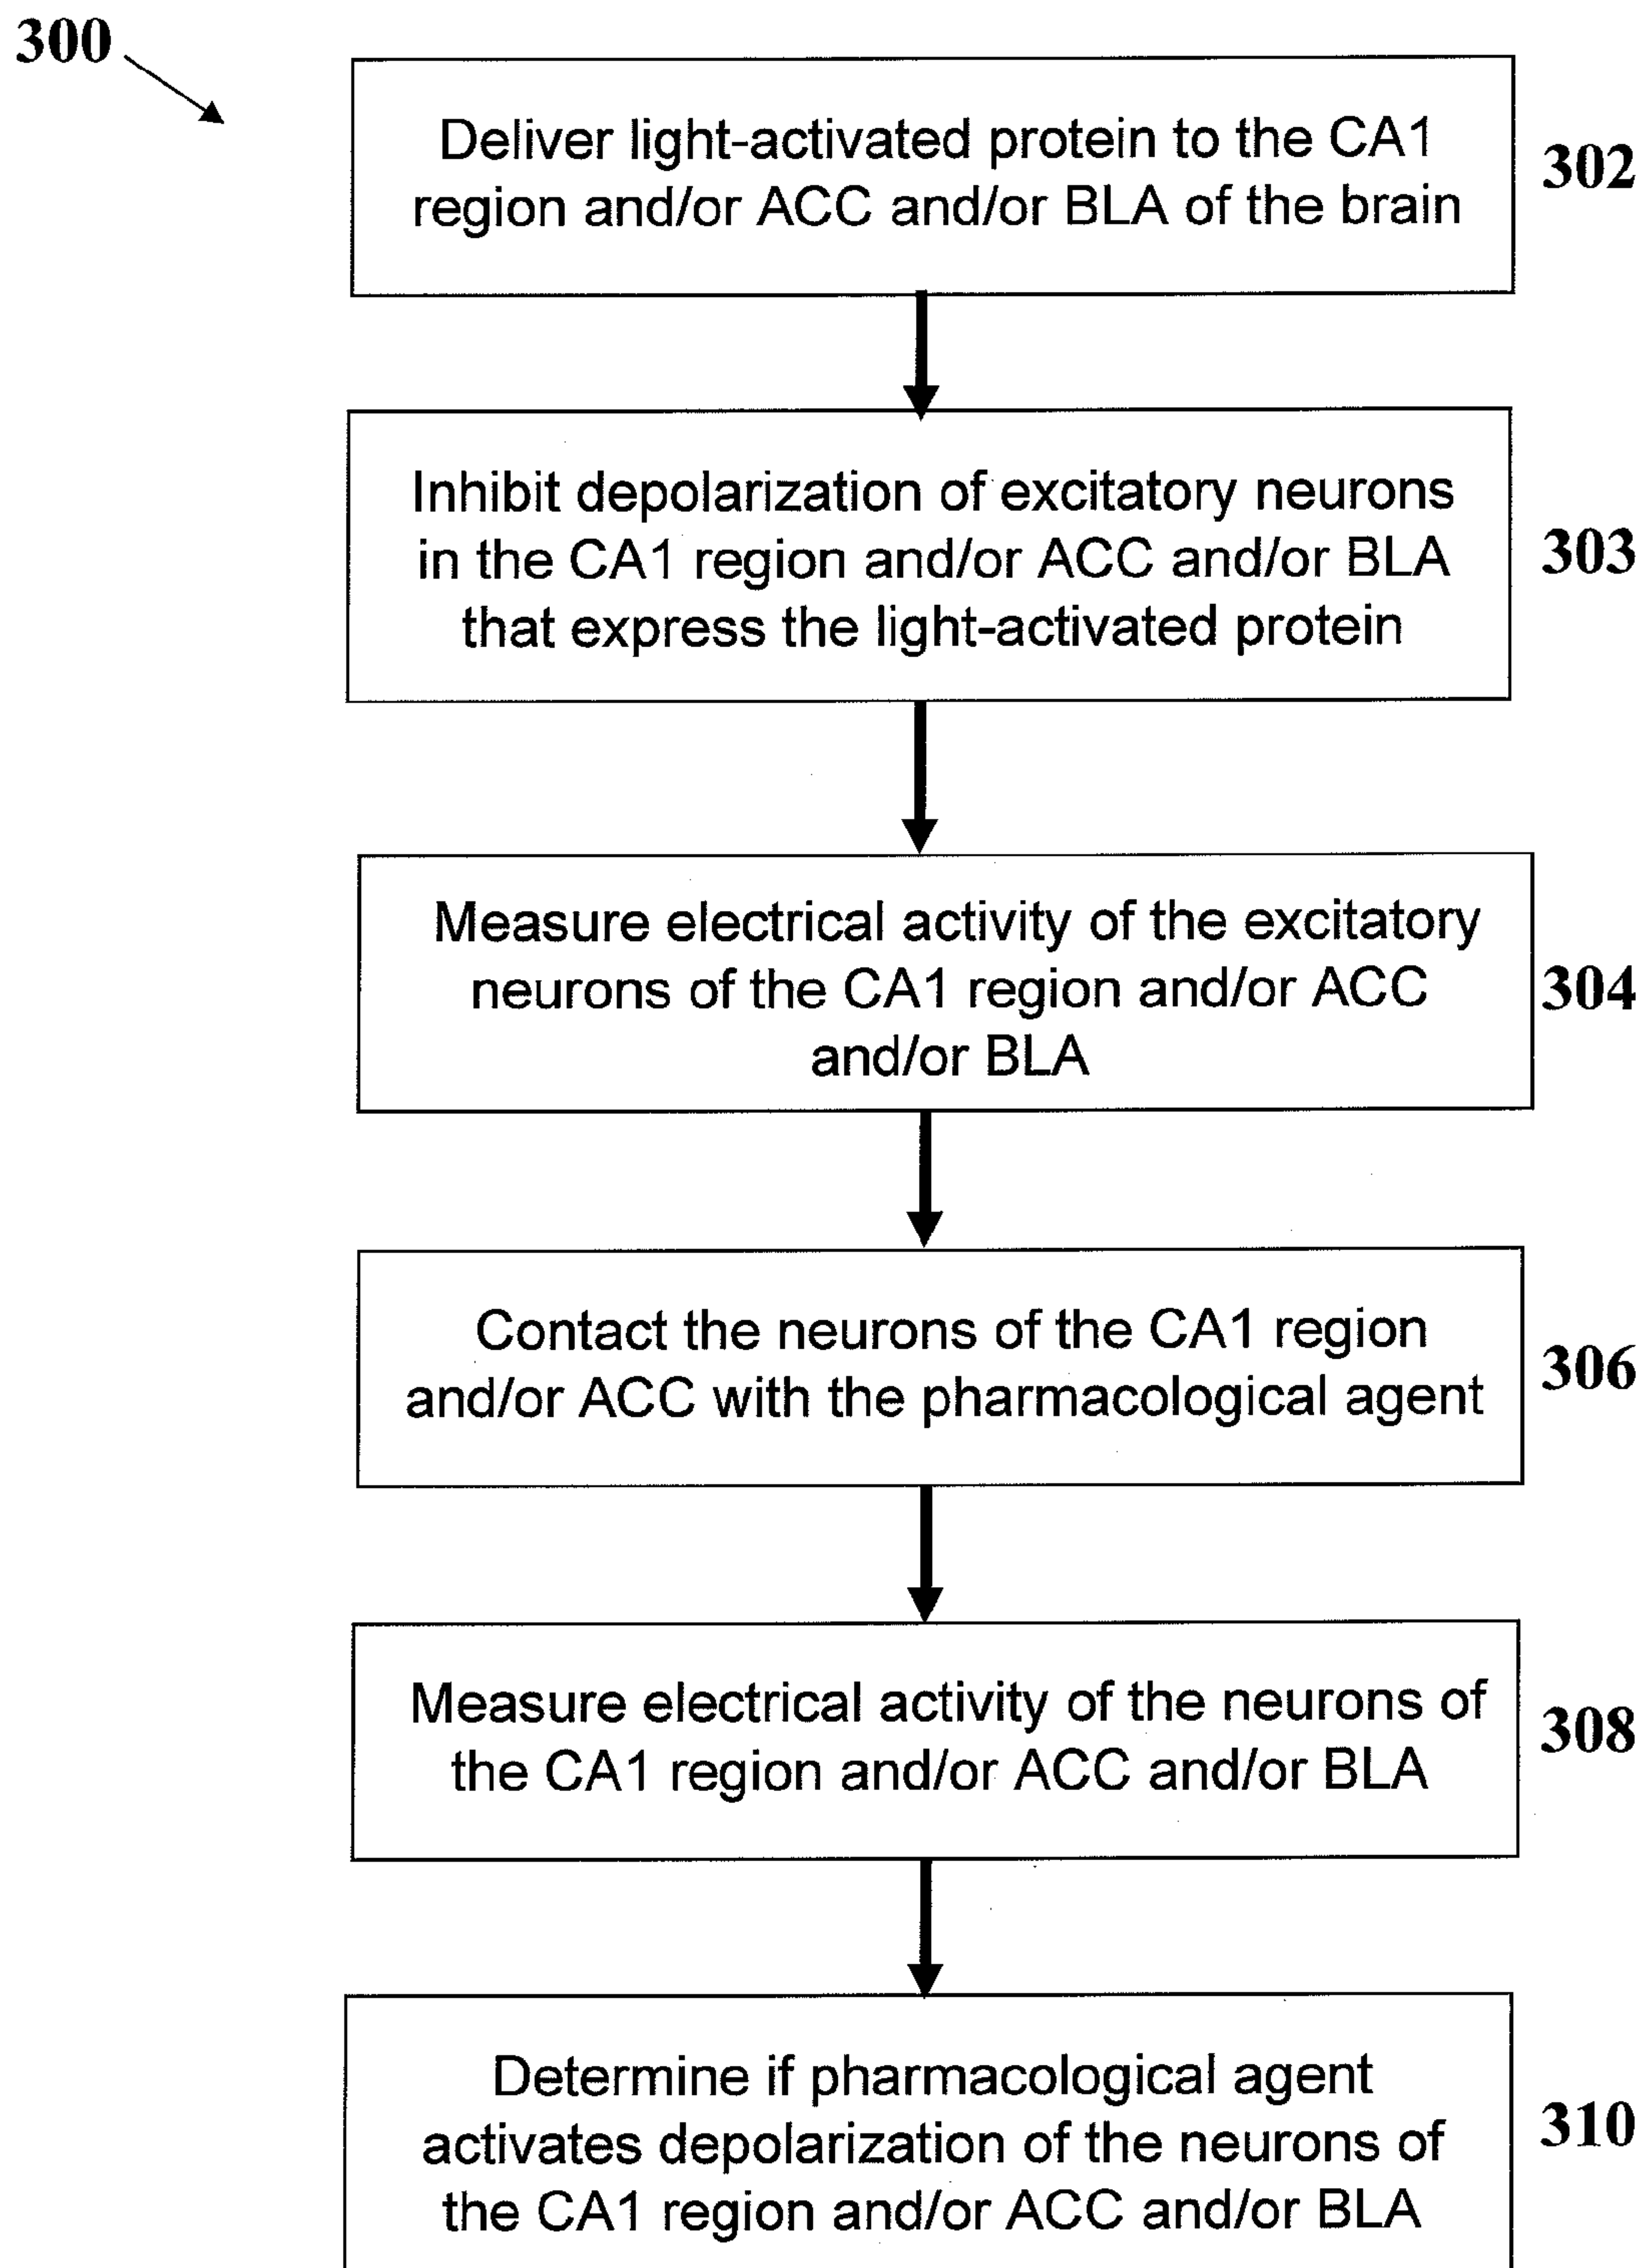 300
Deliver light-activated protein to the CA1
region and/or ACC and/or BLA of the brain
302
Inhibit depolarization of excitatory neurons
in the CA1 region and/or ACC and/or BLA
that express the light-activated protein
303
Measure electrical activity of the excitatory
neurons of the CA1 region and/or ACC
and/or BLA
304
Contact the neurons of the CA1 region
and/or ACC with the pharmacological agent
306
Measure electrical activity of the neurons of
the CA1 region and/or ACC and/or BLA
308
Determine if pharmacological agent
activates depolarization of the neurons of
the CA1 region and/or ACC and/or BLA
310